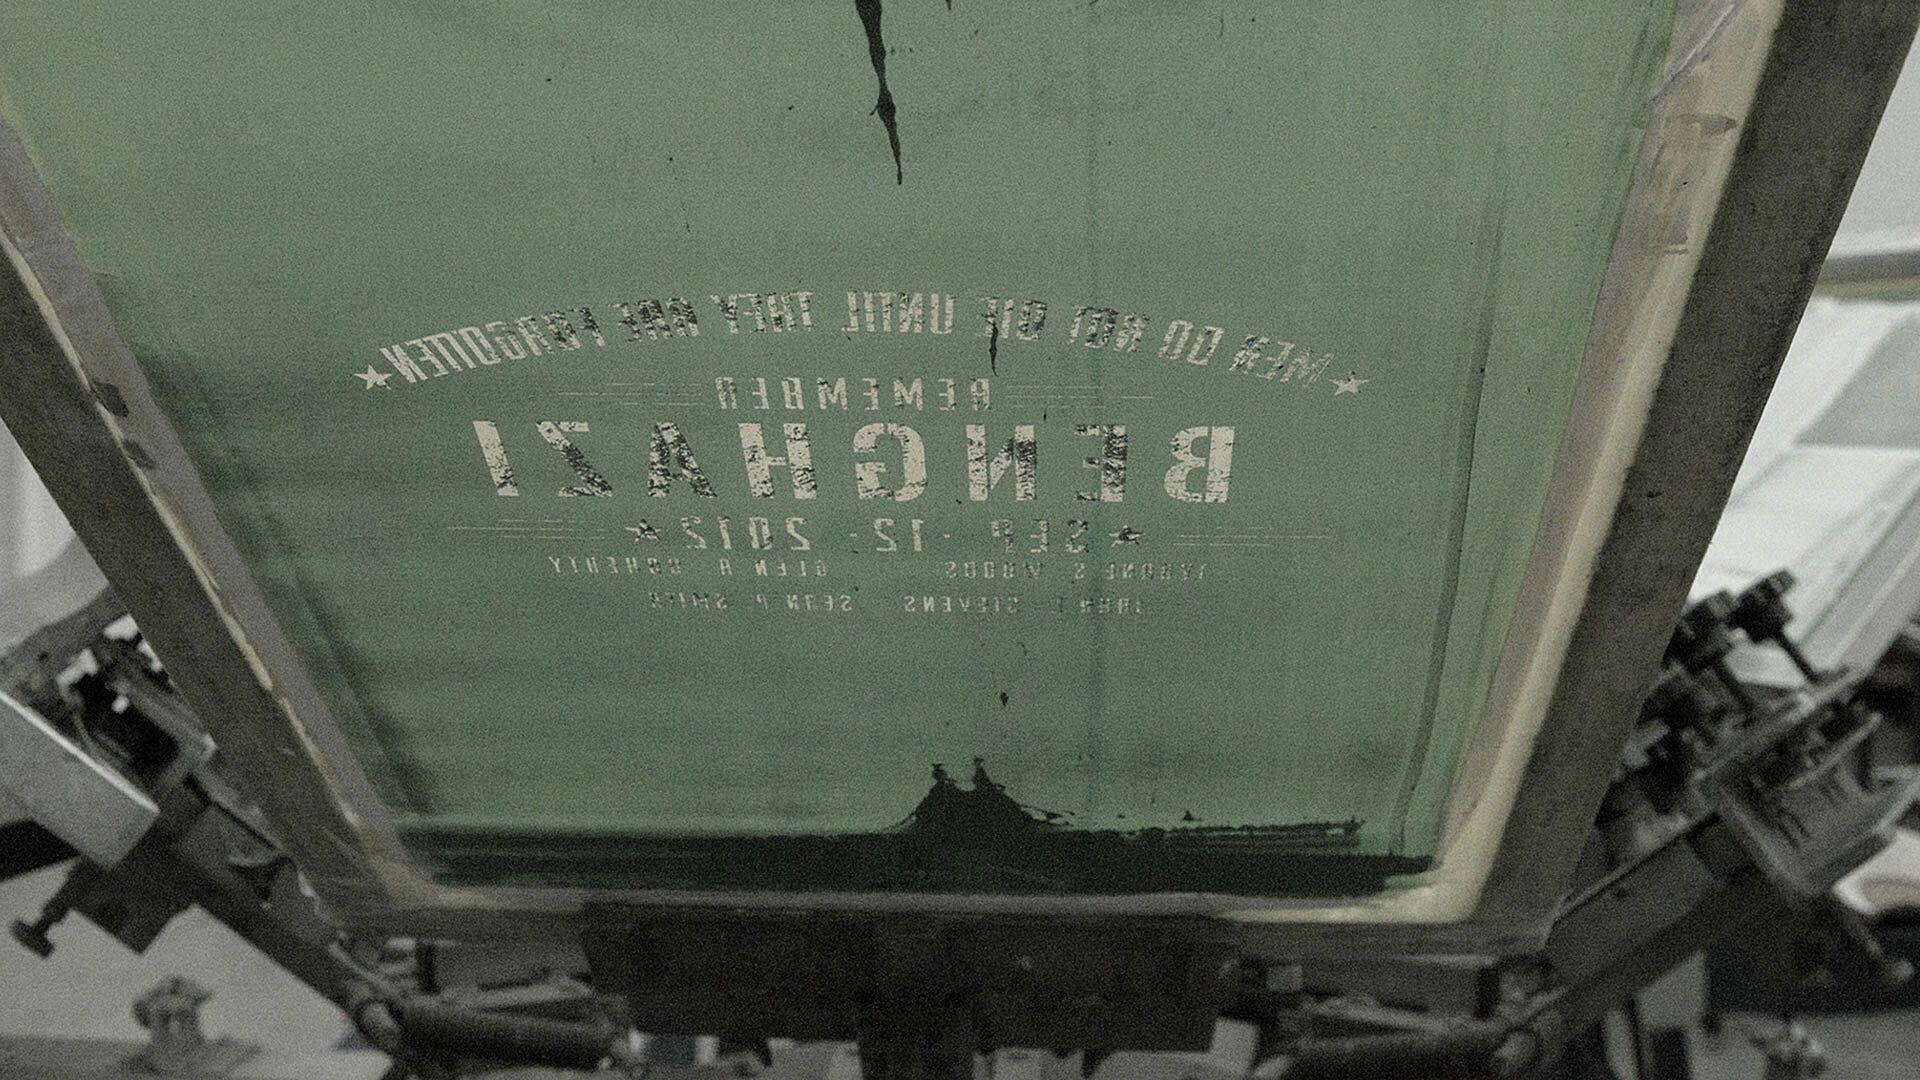 MEN DO NOT DIE UNTIL THEY ARE FORGOTTEN
REMEMBER
BENGHAZI
SEP · 12 · 2012
TYRONE S WOODS GLEN A DOHERTY
JOHN C STEVENS SEAN P SMITH